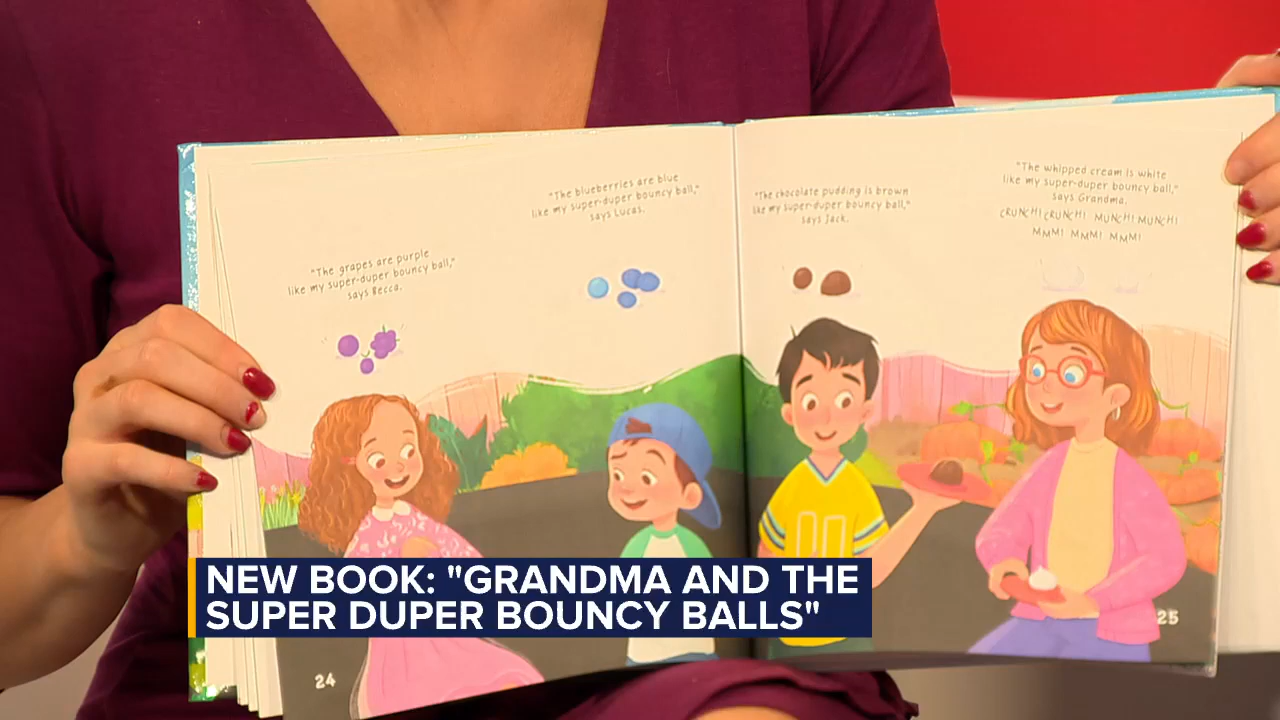 "The grapes are purple
like my super-duper bouncy ball,"
says Becca.
"The blueberries are blue
like my super-duper bouncy ball,"
says Lucas.
"The chocolate pudding is brown
like my super-duper bouncy ball,"
says Jack.
"The whipped cream is white
like my super-duper bouncy ball,"
says Grandma.
CRUNCH! CRUNCH! MUNCH! MUNCH!
MMM! MMM! MMM!
24
25
NEW BOOK: "GRANDMA AND THE
SUPER DUPER BOUNCY BALLS"